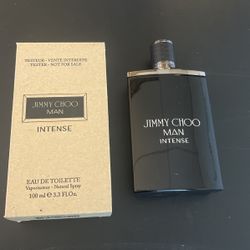 TESTEUR - VENTE INTERDITE
TESTER - NOT FOR SALE
JIMMY CHOO
MAN
INTENSE
EAU DE TOILETTE
Vaporisateur - Natural Spray
100 ml ℮ 3.3 Fl.Oz.
JIMMY CHOO
MAN
INTENSE